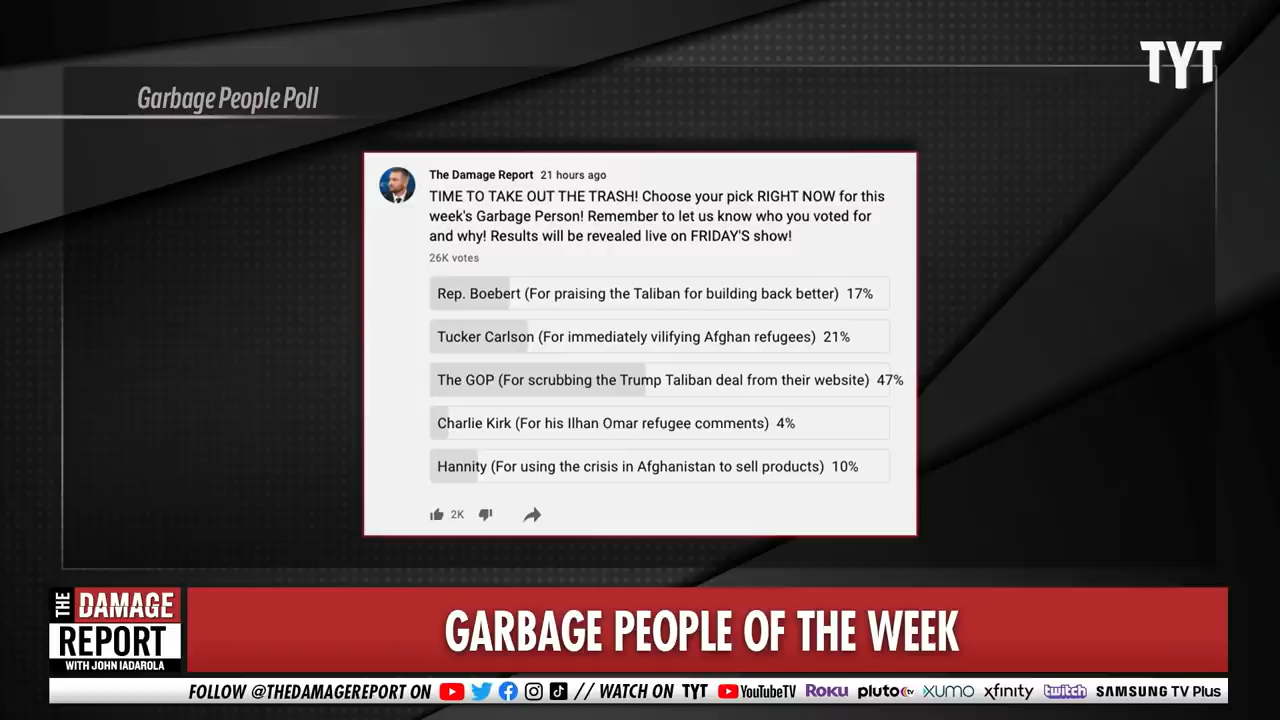 TYT
Garbage People Poll
The Damage Report 21 hours ago
TIME TO TAKE OUT THE TRASH! Choose your pick RIGHT NOW for this
week's Garbage Person! Remember to let us know who you voted for
and why! Results will be revealed live on FRIDAY'S show!
26K votes
Rep. Boebert (For praising the Taliban for building back better) 17%
Tucker Carlson (For immediately vilifying Afghan refugees) 21%
The GOP (For scrubbing the Trump Taliban deal from their website) 47%
Charlie Kirk (For his Ilhan Omar refugee comments) 4%
Hannity (For using the crisis in Afghanistan to sell products) 10%
2K
THE DAMAGE
REPORT
WITH JOHN IADAROLA
GARBAGE PEOPLE OF THE WEEK
FOLLOW @THEDAMAGEREPORT ON // WATCH ON TYT YouTubeTV ROKU pluto tv XUMO xfinity twitch SAMSUNG TV Plus